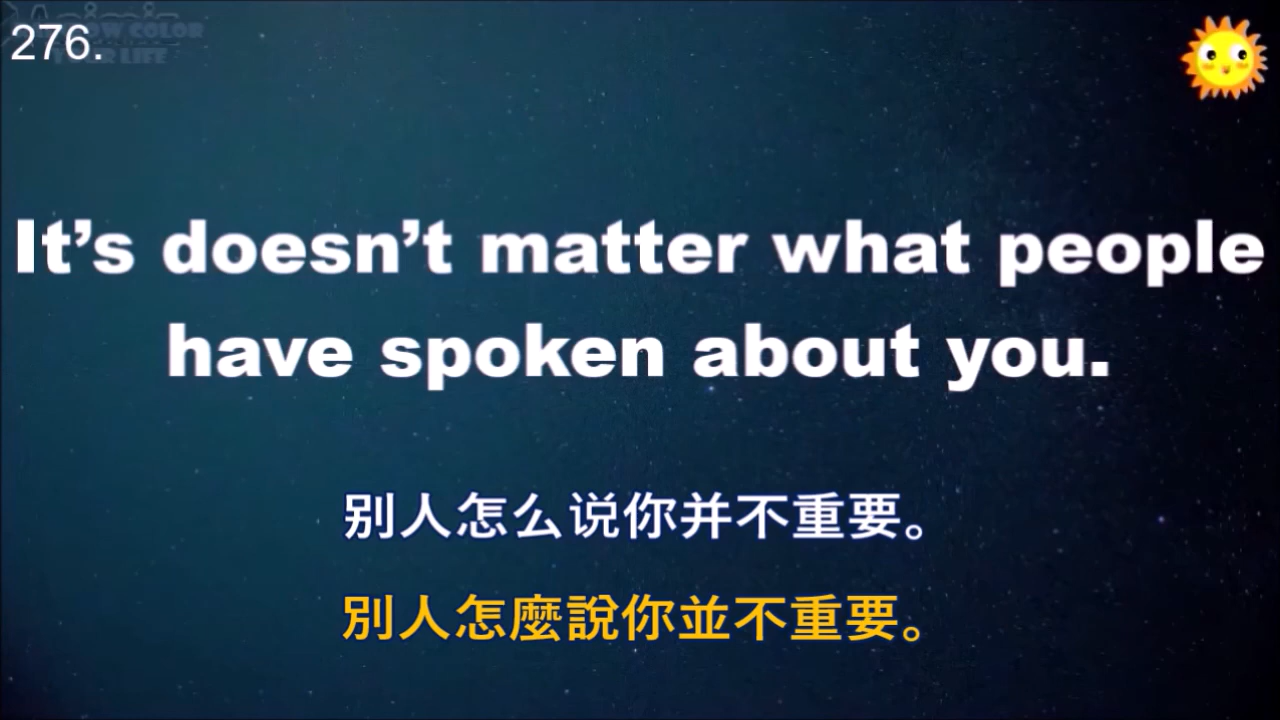 276.
It’s doesn’t matter what people
have spoken about you.
别人怎么说你并不重要。
別人怎麼說你並不重要。